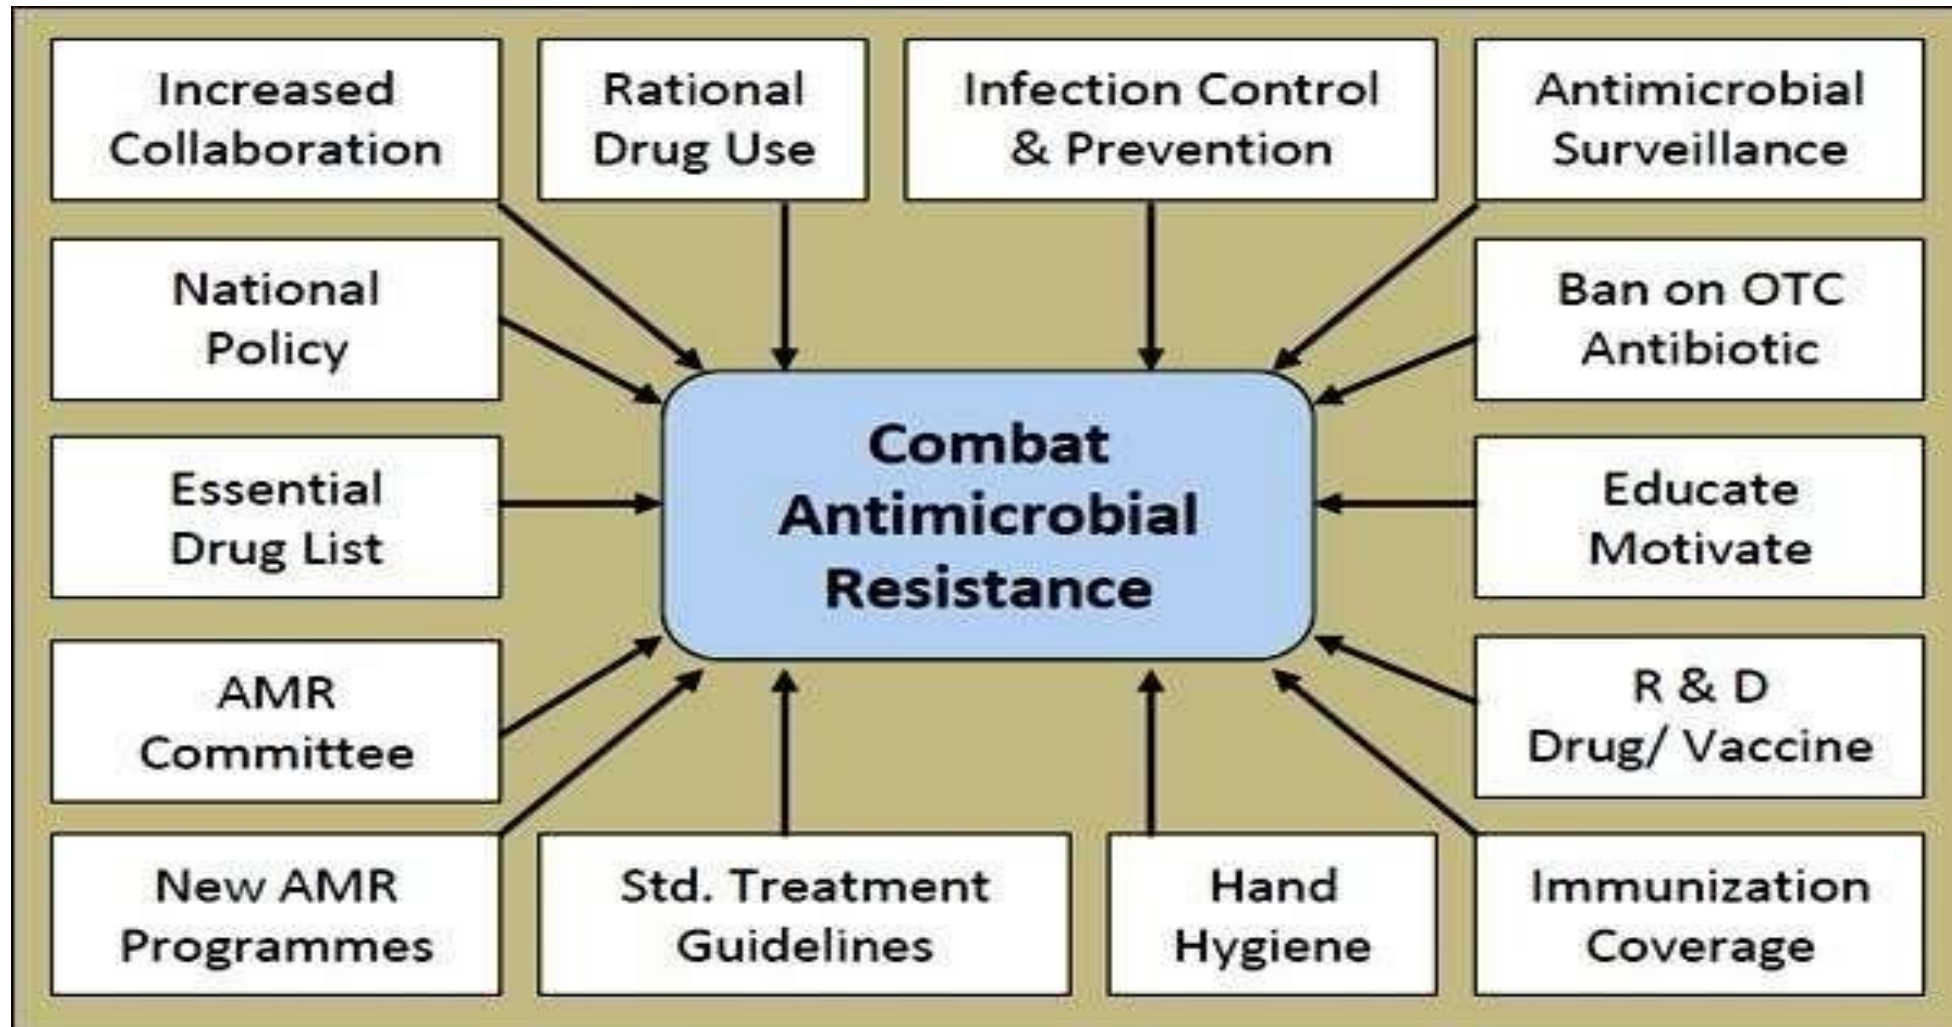 Increased
Collaboration
Rational
Drug Use
Infection Control
& Prevention
Antimicrobial
Surveillance
National
Policy
Ban on OTC
Antibiotic
Essential
Drug List
Combat
Antimicrobial
Resistance
Educate
Motivate
AMR
Committee
R & D
Drug/ Vaccine
New AMR
Programmes
Std. Treatment
Guidelines
Hand
Hygiene
Immunization
Coverage